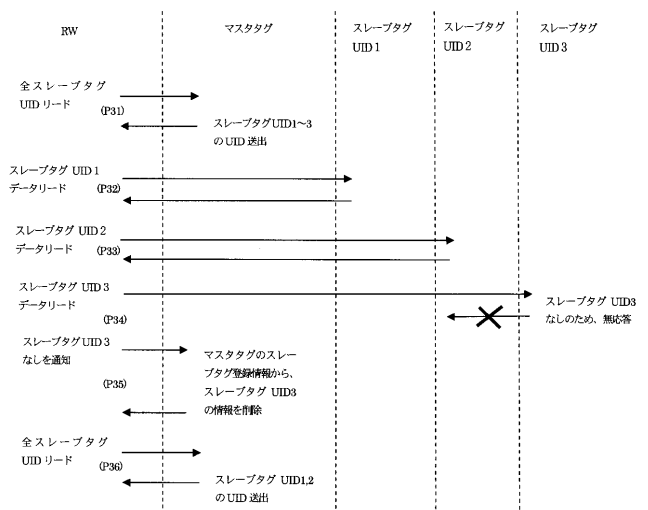 RW
マスタタグ
スレーブタグ
UID 1
スレーブタグ
UID 2
スレーブタグ
UID 3
全スレーブタグ
UID リード
(P31)
スレーブタグUID1～3
のUID 送出
スレーブタグ UID 1
データリード (P32)
スレーブタグ UID 2
データリード (P33)
スレーブタグ UID 3
データリード
(P34)
スレーブタグ UID3
なしのため、無応答
スレーブタグ UID 3
なしを通知
(P35)
マスタタグのスレー
ブタグ登録情報から、
スレーブタグ UID3
の情報を削除
全スレーブタグ
UID リード
(P36)
スレーブタグ UID1,2
のUID 送出